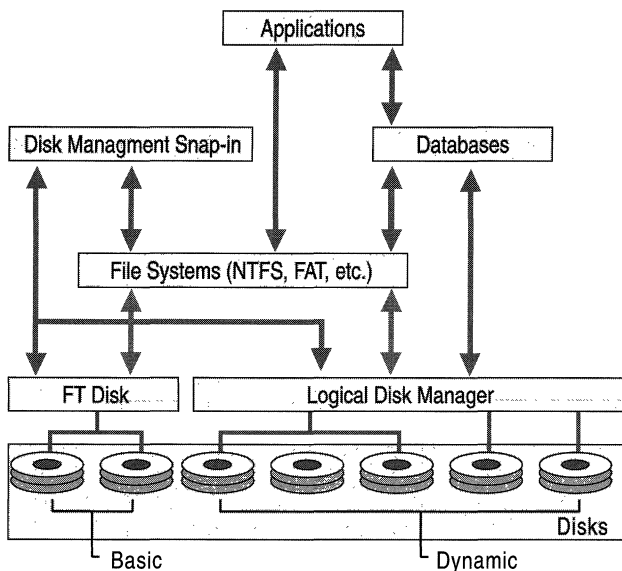 Applications
Disk Managment Snap-in
Databases
File Systems (NTFS, FAT, etc.)
FT Disk
Logical Disk Manager
Disks
Basic
Dynamic